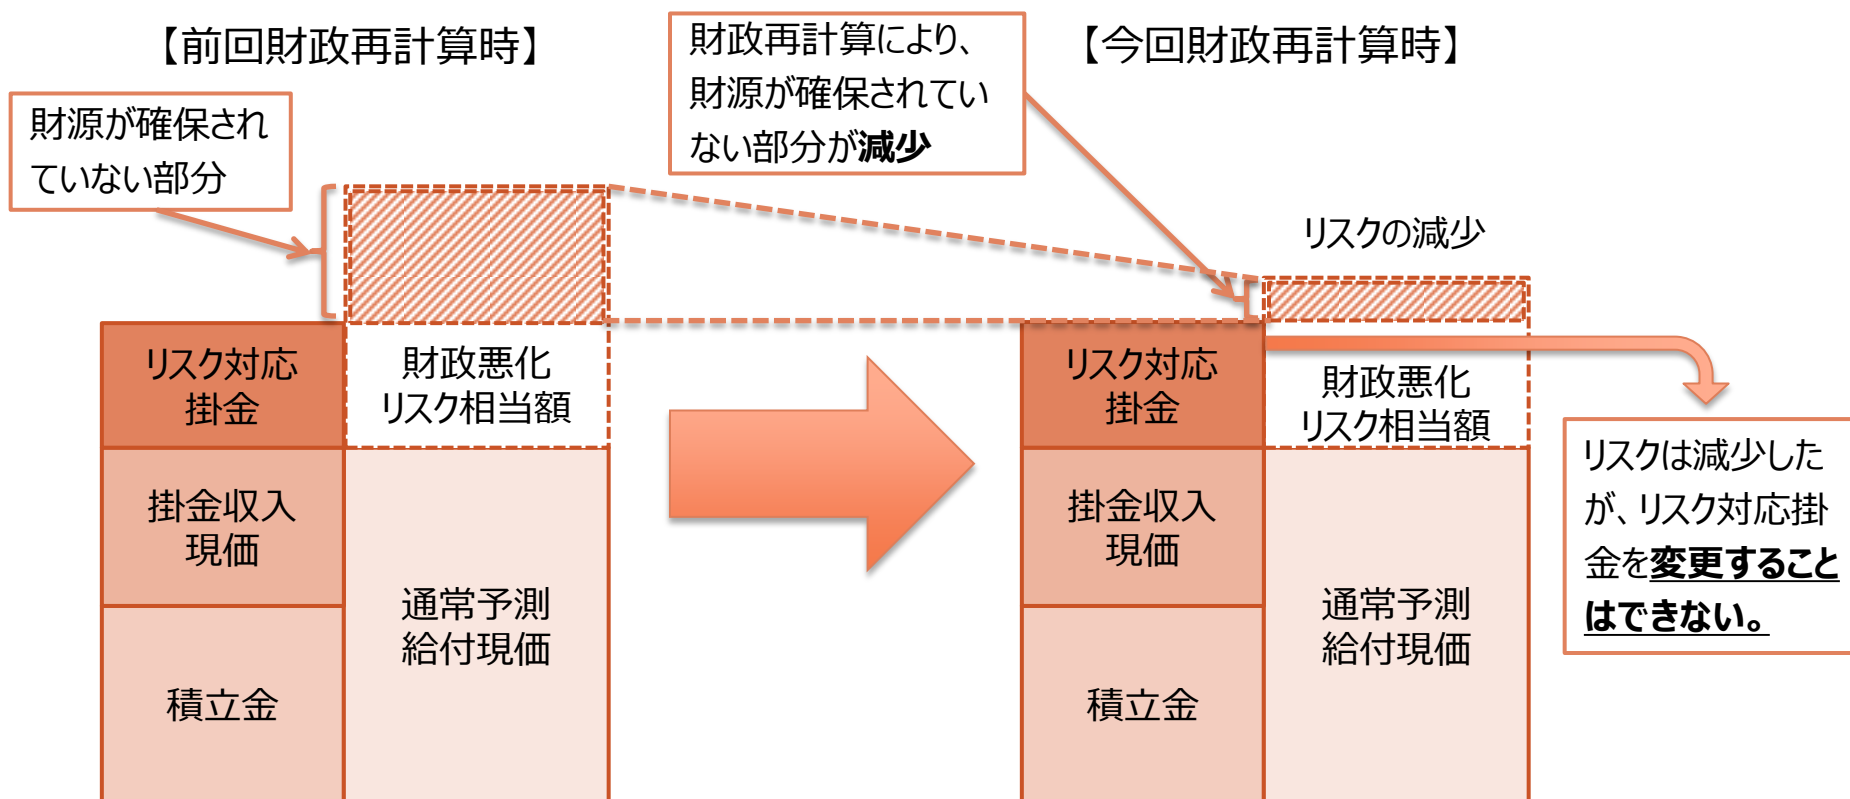 【前回財政再計算時】
財源が確保され
ていない部分
リスク対応
掛金
財政悪化
リスク相当額
掛金収入
現価
通常予測
給付現価
積立金
財政再計算により、
財源が確保されてい
ない部分が減少
【今回財政再計算時】
リスクの減少
リスク対応
掛金
財政悪化
リスク相当額
掛金収入
現価
通常予測
給付現価
積立金
リスクは減少した
が、リスク対応掛
金を変更すること
はできない。